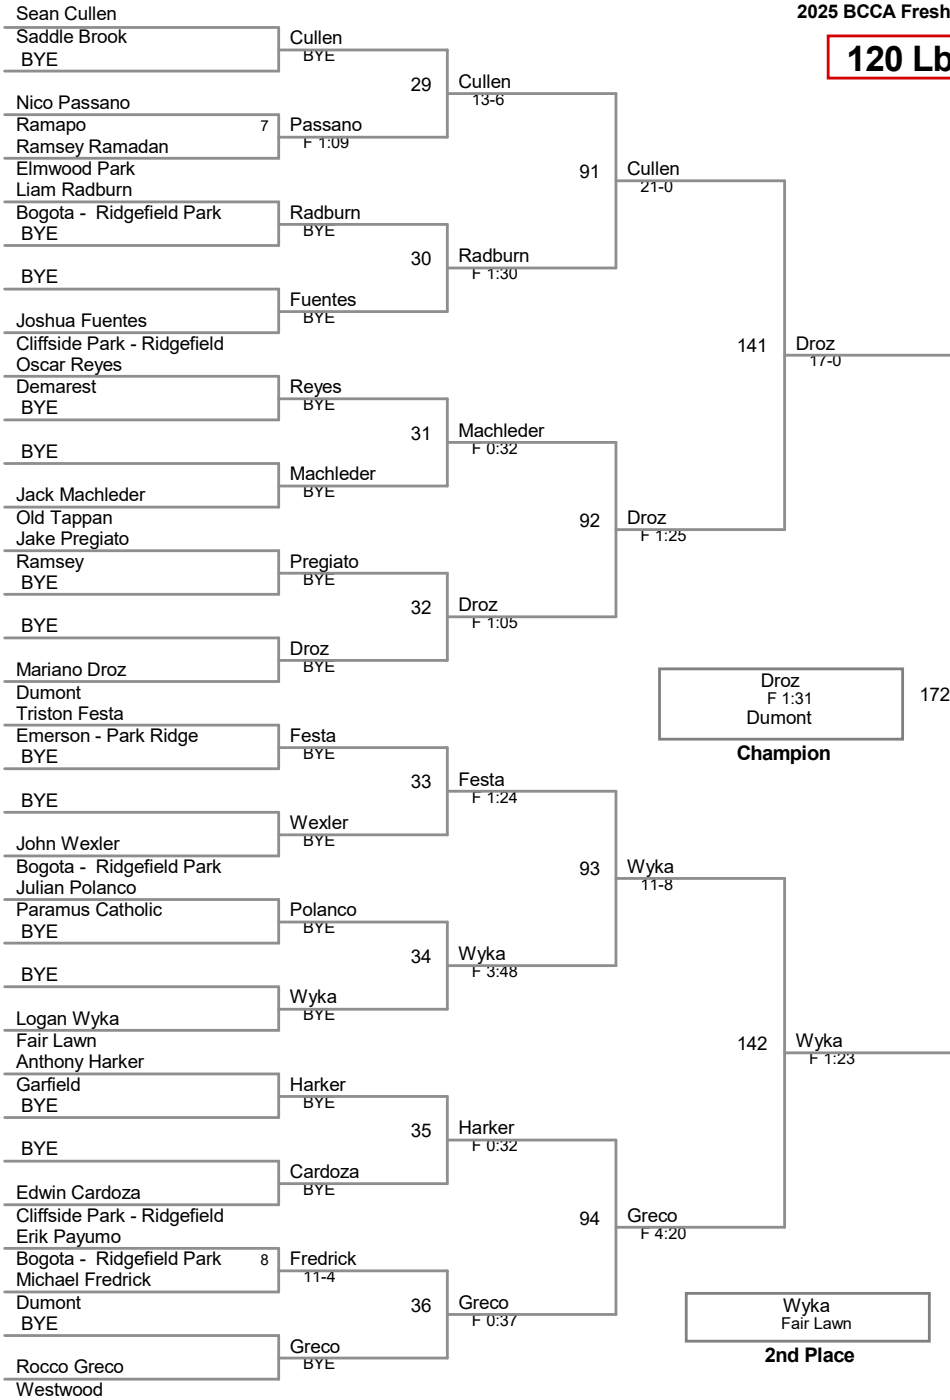 Sean Cullen
2025 BCCA Fresh
Saddle Brook
Cullen
BYE
BYE
120 Lb
29
Cullen
13-6
Nico Passano
Ramapo
7
Passano
F 1:09
Ramsey Ramadan
Elmwood Park
91
Cullen
21-0
Liam Radburn
Bogota - Ridgefield Park
Radburn
BYE
BYE
30
Radburn
F 1:30
BYE
Fuentes
BYE
Joshua Fuentes
Cliffside Park - Ridgefield
141
Droz
17-0
Oscar Reyes
Demarest
Reyes
BYE
BYE
31
Machleder
F 0:32
BYE
Machleder
BYE
Jack Machleder
Old Tappan
92
Droz
F 1:25
Jake Pregiato
Ramsey
Pregiato
BYE
BYE
32
Droz
F 1:05
BYE
Droz
BYE
Mariano Droz
Dumont
Droz
F 1:31
Dumont
172
Champion
Triston Festa
Emerson - Park Ridge
Festa
BYE
BYE
33
Festa
F 1:24
BYE
Wexler
BYE
John Wexler
Bogota - Ridgefield Park
93
Wyka
11-8
Julian Polanco
Paramus Catholic
Polanco
BYE
BYE
34
Wyka
F 3:48
BYE
Wyka
BYE
Logan Wyka
Fair Lawn
142
Wyka
F 1:23
Anthony Harker
Garfield
Harker
BYE
BYE
35
Harker
F 0:32
BYE
Cardoza
BYE
Edwin Cardoza
Cliffside Park - Ridgefield
94
Greco
F 4:20
Erik Payumo
Bogota - Ridgefield Park
8
Fredrick
11-4
Michael Fredrick
Dumont
36
Greco
F 0:37
BYE
Greco
BYE
Rocco Greco
Westwood
Wyka
Fair Lawn
2nd Place